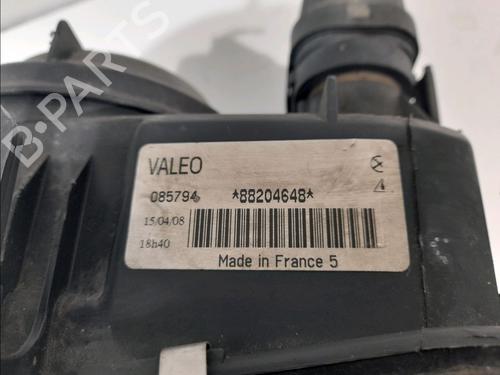 B-PARTS
VALEO
085794 *88204648*
15/04/08
18h40
Made in France 5